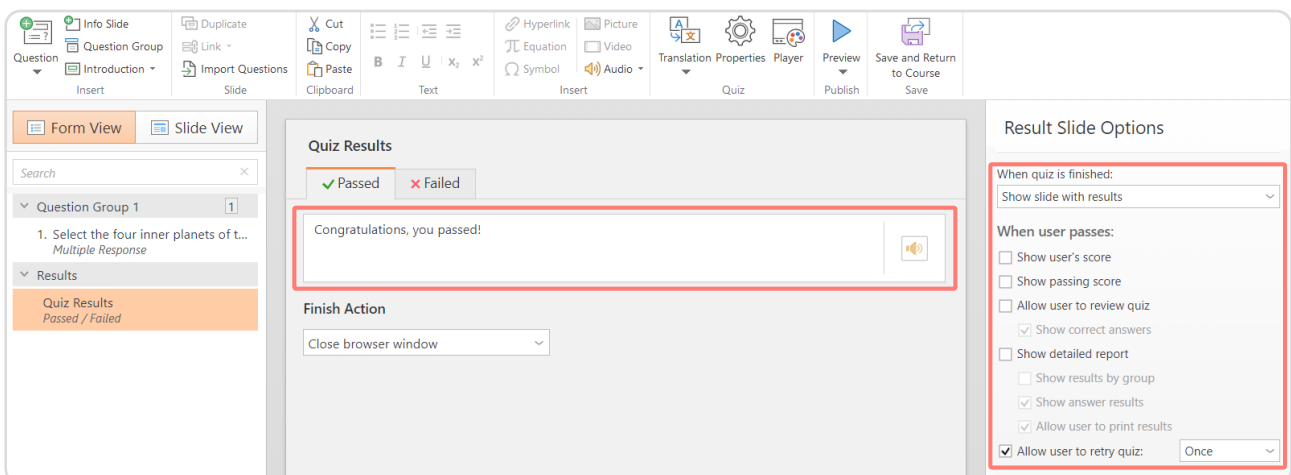 Info Slide
Duplicate
Cut
Hyperlink
Picture
Question Group
Link
Copy
Equation
Video
Question
Introduction
Import Questions
Paste
B I U X₂ X²
Symbol
Audio
Translation
Properties
Player
Preview
Save and Return
to Course
Insert
Slide
Clipboard
Text
Insert
Quiz
Publish
Save
Form View
Slide View
Search
Question Group 1
1
1. Select the four inner planets of t...
Multiple Response
Results
Quiz Results
Passed / Failed
Quiz Results
Passed
Failed
Congratulations, you passed!
Finish Action
Close browser window
Result Slide Options
When quiz is finished:
Show slide with results
When user passes:
Show user's score
Show passing score
Allow user to review quiz
Show correct answers
Show detailed report
Show results by group
Show answer results
Allow user to print results
Allow user to retry quiz:
Once